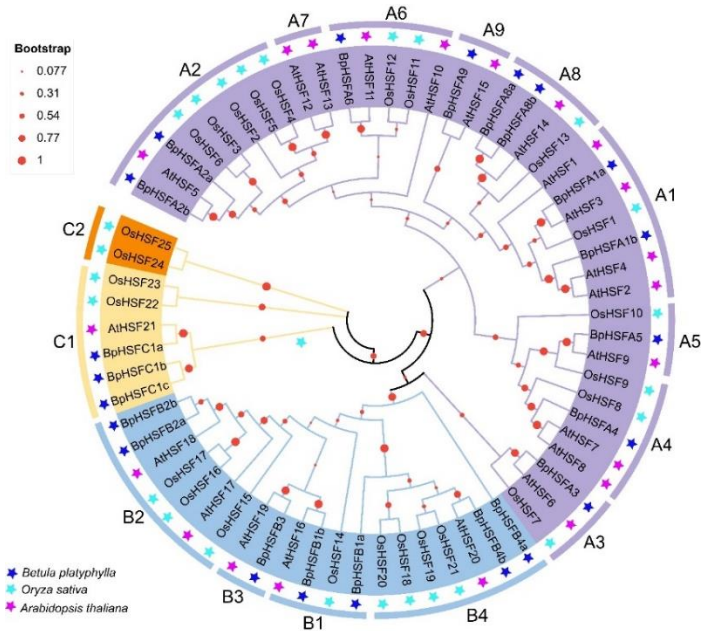 Bootstrap
0.077
0.31
0.54
0.77
1
A2
A7
A6
A9
A8
A1
A5
A4
A3
B4
B1
B3
B2
C1
C2
BpHSFA2b
AtHSF5
BpHSFA2a
OsHSF6
OsHSF3
OsHSF2
OsHSF5
OsHSF4
AtHSF12
AtHSF13
BpHSFA6
AtHSF11
OsHSF12
OsHSF11
AtHSF10
BpHSFA9
AtHSF15
BpHSFA8a
BpHSFA8b
AtHSF14
OsHSF13
AtHSF1
BpHSFA1a
AtHSF3
OsHSF1
BpHSFA1b
AtHSF4
AtHSF2
OsHSF10
BpHSFA5
AtHSF9
OsHSF9
OsHSF8
BpHSFA4
AtHSF7
AtHSF8
BpHSFA3
AtHSF6
OsHSF7
BpHSFB4a
BpHSFB4b
AtHSF20
OsHSF21
OsHSF19
OsHSF18
OsHSF20
BpHSFB1a
OsHSF14
BpHSFB1b
AtHSF16
BpHSFB3
AtHSF19
OsHSF15
AtHSF17
OsHSF16
OsHSF17
AtHSF18
BpHSFB2a
BpHSFB2b
BpHSFC1c
BpHSFC1b
BpHSFC1a
AtHSF21
OsHSF22
OsHSF23
OsHSF24
OsHSF25
Betula platyphylla
Oryza sativa
Arabidopsis thaliana